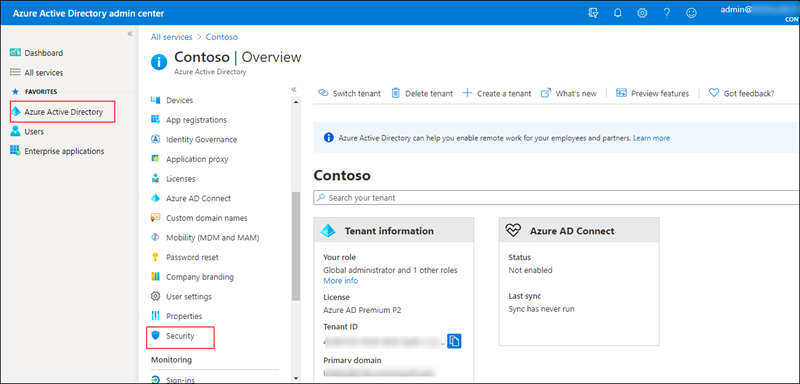 Azure Active Directory admin center
admin@
CON
Dashboard
All services
FAVORITES
Azure Active Directory
Users
Enterprise applications
All services > Contoso
Contoso | Overview
Azure Active Directory
Devices
App registrations
Identity Governance
Application proxy
Licenses
Azure AD Connect
Custom domain names
Mobility (MDM and MAM)
Password reset
Company branding
User settings
Properties
Security
Monitoring
Sign-ins
Switch tenant
Delete tenant
Create a tenant
What's new
Preview features
Got feedback?
Azure Active Directory can help you enable remote work for your employees and partners. Learn more
Contoso
Search your tenant
Tenant information
Your role
Global administrator and 1 other roles
More info
License
Azure AD Premium P2
Tenant ID
Primary domain
Azure AD Connect
Status
Not enabled
Last sync
Sync has never run